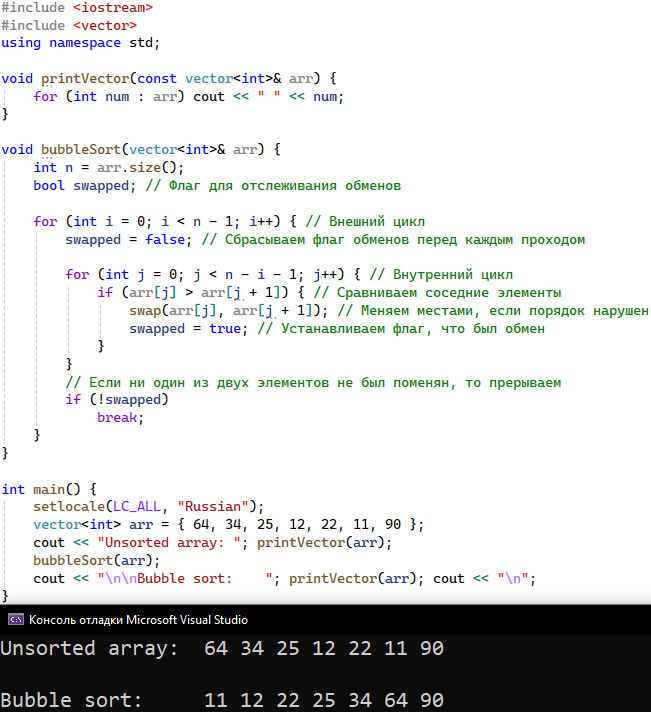 #include <iostream>
#include <vector>
using namespace std;

void printVector(const vector<int>& arr) {
    for (int num : arr) cout << " " << num;
}

void bubbleSort(vector<int>& arr) {
    int n = arr.size();
    bool swapped; // Флаг для отслеживания обменов

    for (int i = 0; i < n - 1; i++) { // Внешний цикл
        swapped = false; // Сбрасываем флаг обменов перед каждым проходом

        for (int j = 0; j < n - i - 1; j++) { // Внутренний цикл
            if (arr[j] > arr[j + 1]) { // Сравниваем соседние элементы
                swap(arr[j], arr[j + 1]); // Меняем местами, если порядок нарушен
                swapped = true; // Устанавливаем флаг, что был обмен
            }
        }
        // Если ни один из двух элементов не был поменян, то прерываем
        if (!swapped)
            break;
    }
}

int main() {
    setlocale(LC_ALL, "Russian");
    vector<int> arr = { 64, 34, 25, 12, 22, 11, 90 };
    cout << "Unsorted array: "; printVector(arr);
    bubbleSort(arr);
    cout << "\n\nBubble sort:    "; printVector(arr); cout << "\n";
}
C:\ Консоль отладки Microsoft Visual Studio
Unsorted array:  64 34 25 12 22 11 90

Bubble sort:     11 12 22 25 34 64 90